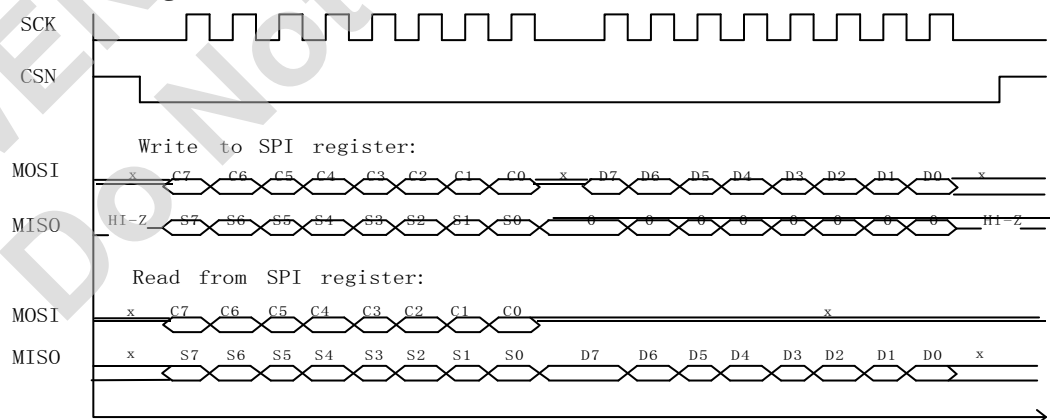 SCK
CSN
Write to SPI register:
MOSI x C7 C6 C5 C4 C3 C2 C1 C0 x D7 D6 D5 D4 D3 D2 D1 D0 x
MISO HI-Z S7 S6 S5 S4 S3 S2 S1 S0 0 0 0 0 0 0 0 0 HI-Z
Read from SPI register:
MOSI x C7 C6 C5 C4 C3 C2 C1 C0 x
MISO x S7 S6 S5 S4 S3 S2 S1 S0 D7 D6 D5 D4 D3 D2 D1 D0 x
Do Not